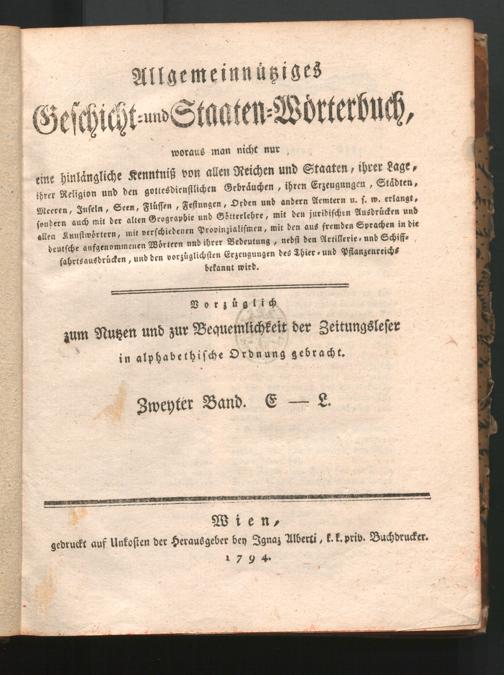 Allgemeinnützziges
Geschicht-und Staaten-Wörterbuch,
woraus man nicht nur
eine hinlängliche Kenntniß von allen Reichen und Staaten, ihrer Lage,
ihrer Religion und den gottesdienstlichen Gebräuchen, ihren Erzeugungen, Städten,
Meeren, Inseln, Seen, Flüssen, Festungen, Orden und andern Aemtern u. s. w. erlangt,
sondern auch mit der alten Geographie und Götterlehre, mit den juridischen Ausdrücken und
allen Kunstwörtern, mit verschiedenen Provinzialismen, mit den aus fremden Sprachen in die
deutsche aufgenommenen Wörtern und ihrer Bedeutung, nebst den Artillerie- und Schiff-
fahrtsausdrücken, und den vorzüglichsten Erzeugungen des Thier- und Pflanzenreichs
bekannt wird.
Vorzüglich
zum Nutzen und zur Bequemlichkeit der Zeitungsleser
in alphabethische Ordnung gebracht.
Zweyter Band. E — L.
Wien,
gedruckt auf Unkosten der Herausgeber bey Ignaz Alberti, k. k. priv. Buchdrucker.
1794.